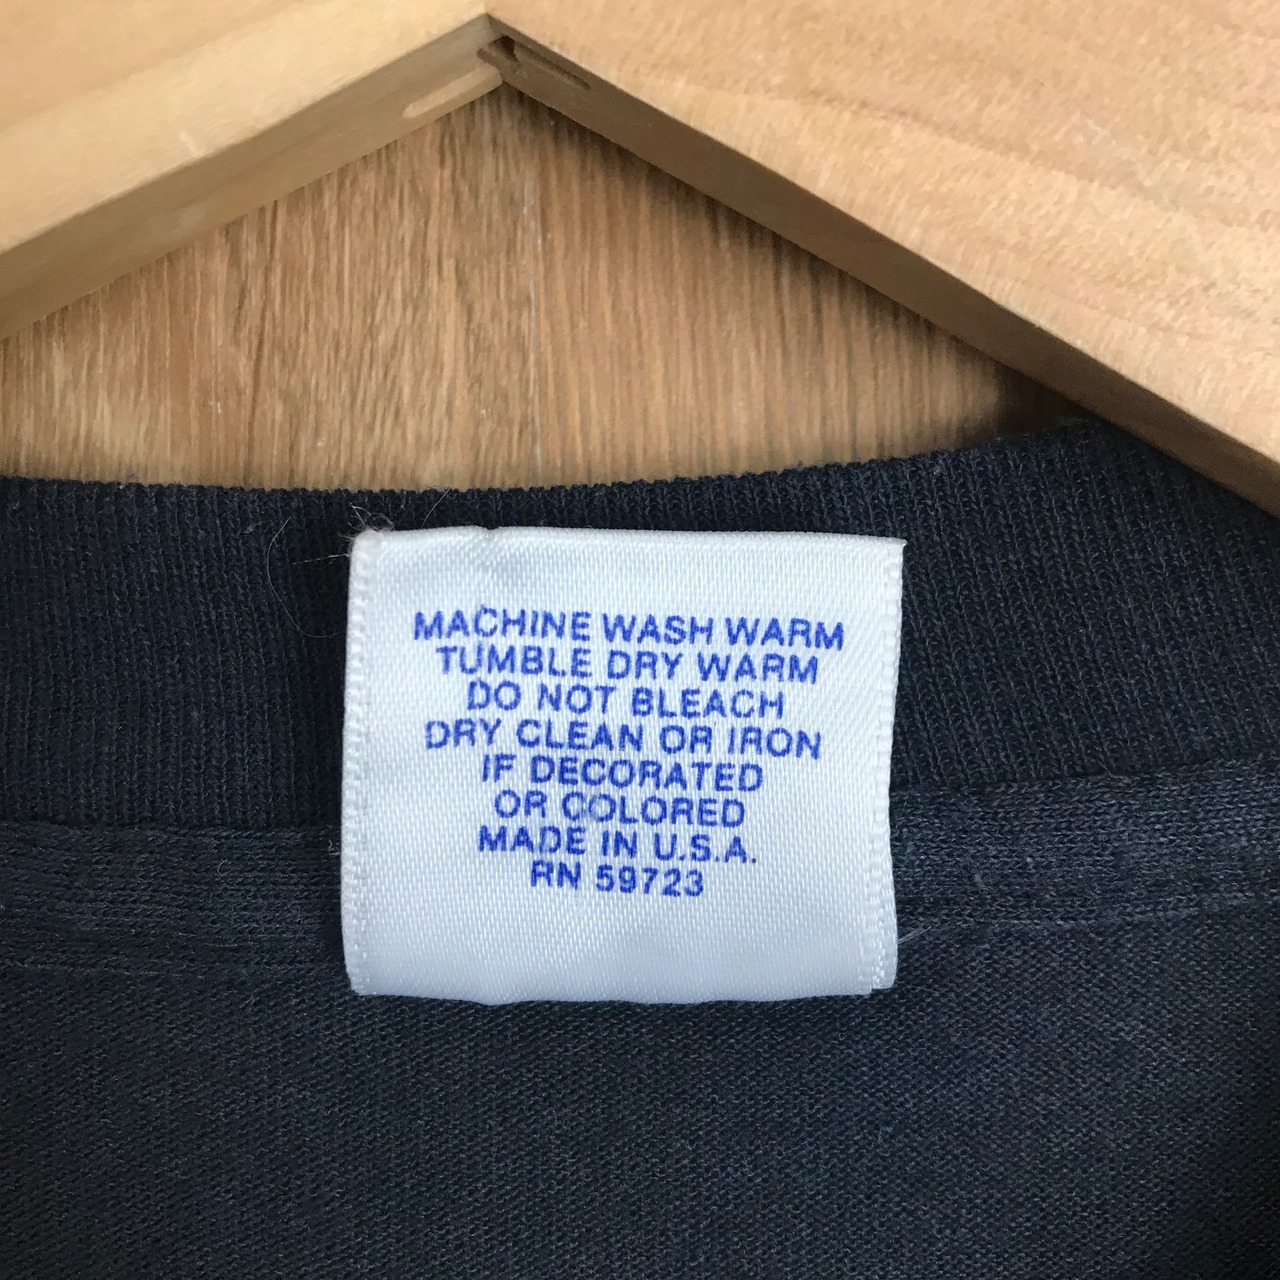 MACHINE WASH WARM
TUMBLE DRY WARM
DO NOT BLEACH
DRY CLEAN OR IRON
IF DECORATED
OR COLORED
MADE IN U.S.A.
RN 59723